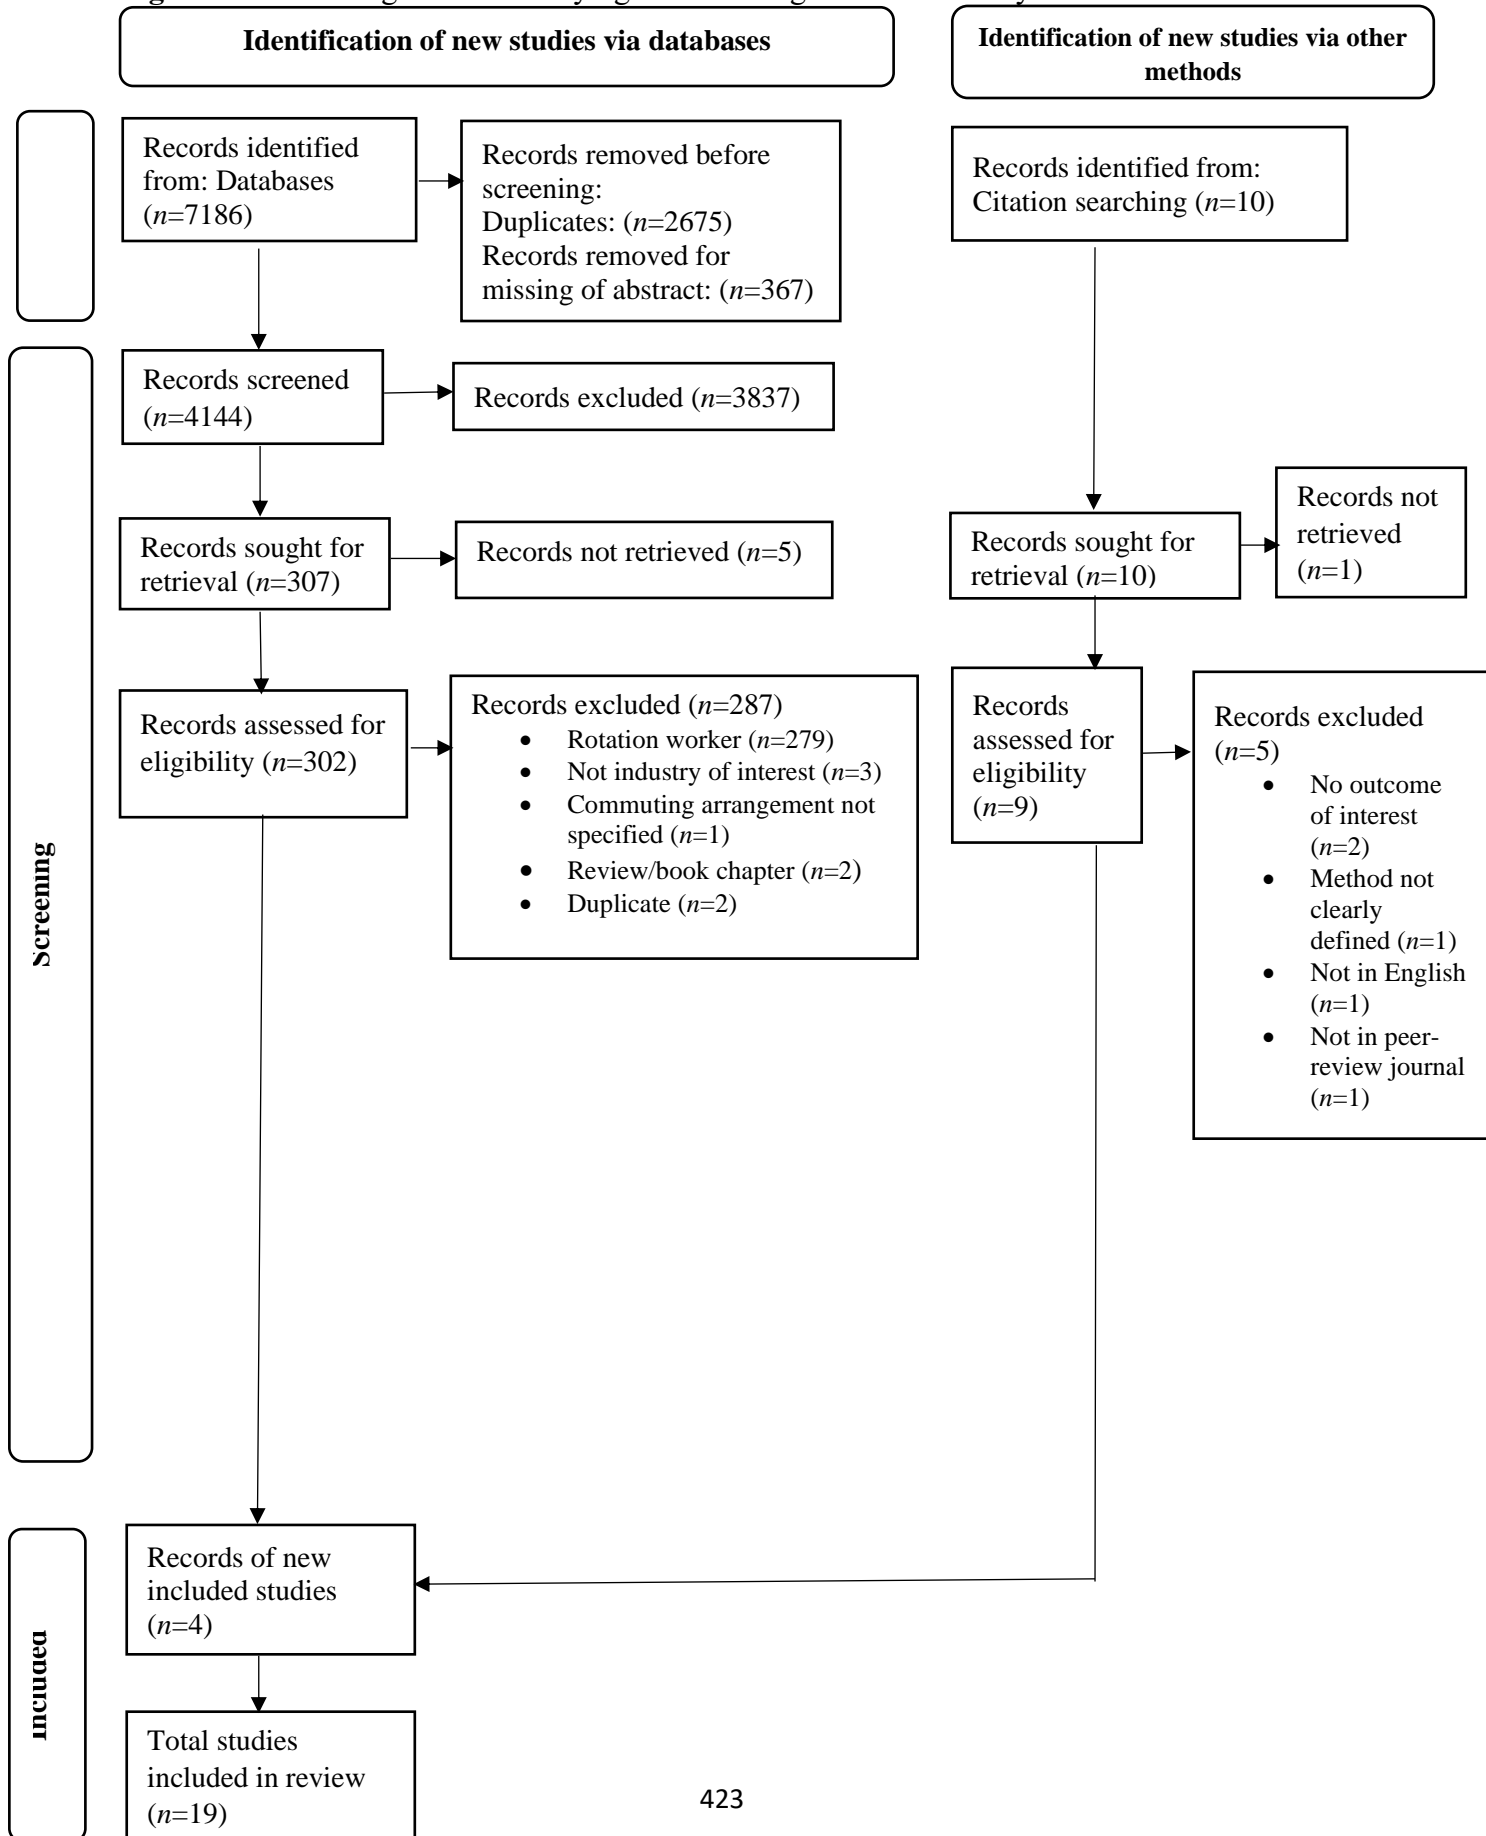 Identification of new studies via databases
Identification of new studies via other
methods
Records identified
from: Databases
(n=7186)
Records removed before
screening:
Duplicates: (n=2675)
Records removed for
missing of abstract: (n=367)
Records identified from:
Citation searching (n=10)
Screening
Records screened
(n=4144)
Records excluded (n=3837)
Records sought for
retrieval (n=307)
Records not retrieved (n=5)
Records sought for
retrieval (n=10)
Records not
retrieved
(n=1)
Records assessed for
eligibility (n=302)
Records excluded (n=287)
• Rotation worker (n=279)
• Not industry of interest (n=3)
• Commuting arrangement not
specified (n=1)
• Review/book chapter (n=2)
• Duplicate (n=2)
Records
assessed for
eligibility
(n=9)
Records excluded
(n=5)
• No outcome
of interest
(n=2)
• Method not
clearly
defined (n=1)
• Not in English
(n=1)
• Not in peer-
review journal
(n=1)
Included
Records of new
included studies
(n=4)
Total studies
included in review
(n=19)
423